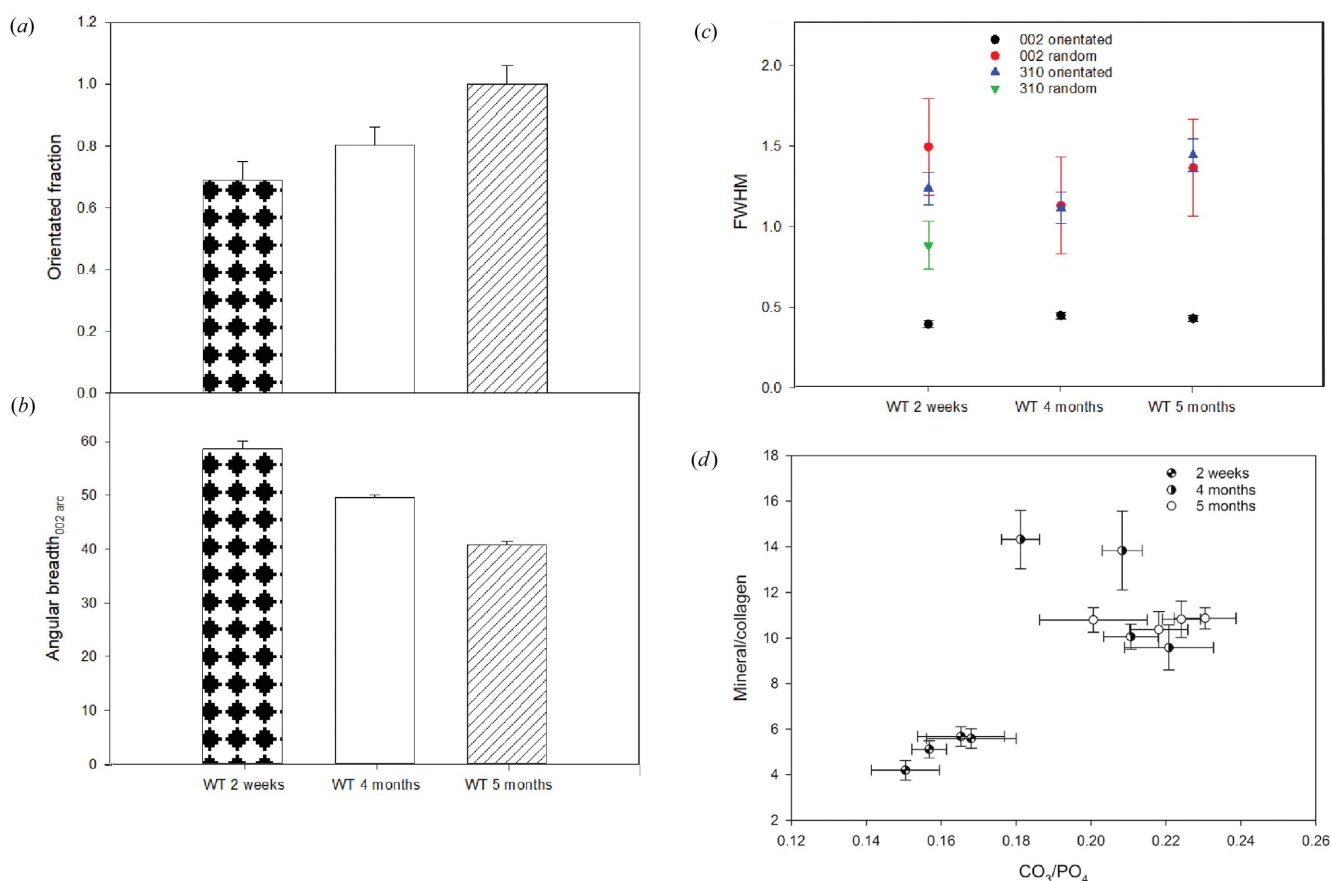 (a)
1.2
1.0
0.8
0.6
0.4
0.2
0.0
Orientated fraction
(b)
60
50
40
30
20
10
0
Angular breadth002 arc
WT 2 weeks WT 4 months WT 5 months
(c)
002 orientated
002 random
310 orientated
310 random
2.0
1.5
1.0
0.5
0.0
FWHM
WT 2 weeks WT 4 months WT 5 months
(d)
2 weeks
4 months
5 months
18
16
14
12
10
8
6
4
2
Mineral/collagen
0.12 0.14 0.16 0.18 0.20 0.22 0.24 0.26
CO3/PO4